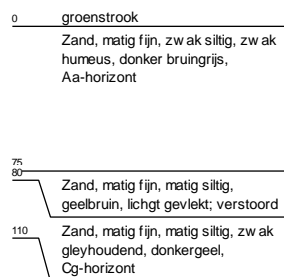 0 groenstrook
Zand, matig fijn, zwak siltig, zwak
humeus, donker bruingrijs,
Aa-horizont
75
80
Zand, matig fijn, matig siltig,
geelbruin, lichgt gevlekt; verstoord
110 Zand, matig fijn, matig siltig, zwak
gleyhoudend, donkergeel,
Cg-horizont